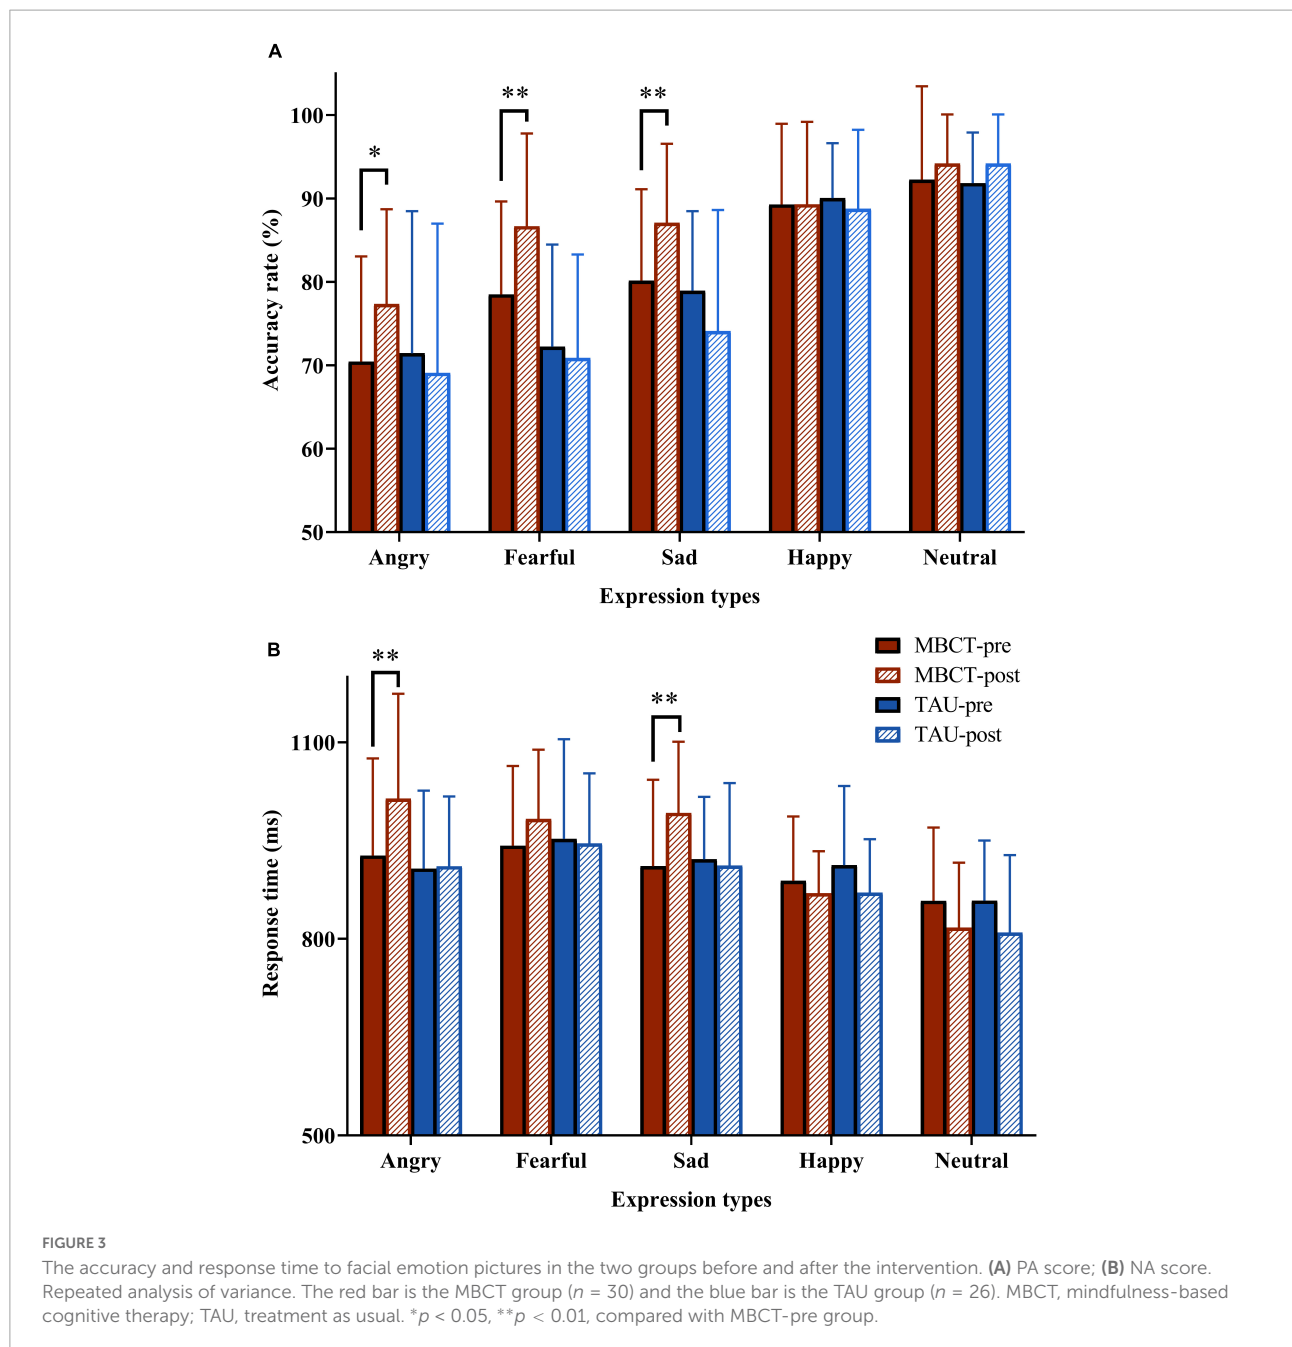 A
**
**
*
100
90
80
70
60
50
Accuracy rate (%)
Angry Fearful Sad Happy Neutral
Expression types
B
MBCT-pre
MBCT-post
TAU-pre
TAU-post
**
**
1100
800
500
Response time (ms)
Angry Fearful Sad Happy Neutral
Expression types
FIGURE 3
The accuracy and response time to facial emotion pictures in the two groups before and after the intervention. (A) PA score; (B) NA score.
Repeated analysis of variance. The red bar is the MBCT group (n = 30) and the blue bar is the TAU group (n = 26). MBCT, mindfulness-based
cognitive therapy; TAU, treatment as usual. *p < 0.05, **p < 0.01, compared with MBCT-pre group.